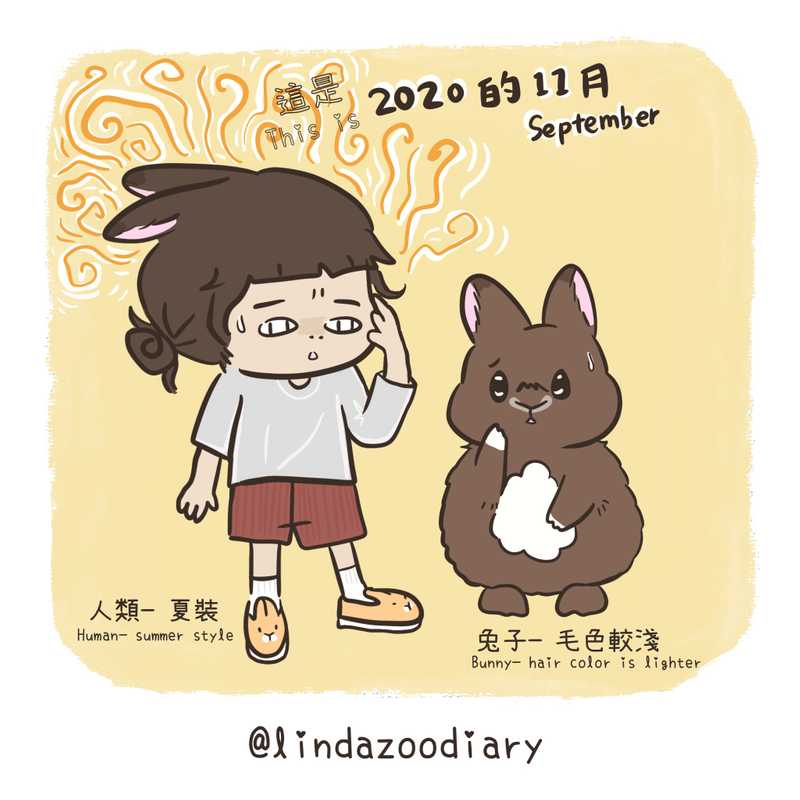 這是 2020 的 11月
This is September
人類- 夏裝
Human- summer style
兔子- 毛色較淺
Bunny- hair color is lighter
@lindazoodiary